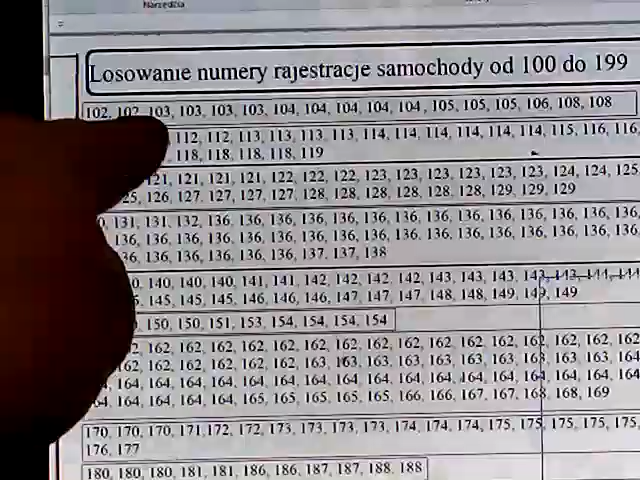 Narzędzia
Losowanie numery rajestracje samochody od 100 do 199
102, 102, 103, 103, 103, 103, 104, 104, 104, 104, 104, 105, 105, 105, 106, 108, 108
112, 112, 113, 113, 113, 113, 114, 114, 114, 114, 114, 114, 115, 116, 116,
118, 118, 118, 118, 119
121, 121, 121, 121, 122, 122, 122, 123, 123, 123, 123, 123, 123, 124, 124, 125
25, 126, 127, 127, 127, 127, 128, 128, 128, 128, 128, 128, 129, 129, 129
131, 131, 132, 136, 136, 136, 136, 136, 136, 136, 136, 136, 136, 136, 136, 136,
136, 136, 136, 136, 136, 136, 136, 136, 136, 136, 136, 136, 136, 136, 136, 136, 136,
36, 136, 136, 136, 136, 136, 137, 137, 138
0, 140, 140, 140, 141, 141, 142, 142, 142, 142, 143, 143, 143, 143, 143, 144, 144
145, 145, 145, 146, 146, 146, 147, 147, 147, 148, 148, 149, 149, 149
150, 150, 151, 153, 154, 154, 154, 154
2, 162, 162, 162, 162, 162, 162, 162, 162, 162, 162, 162, 162, 162, 162, 162, 162
162, 162, 162, 162, 162, 163, 163, 163, 163, 163, 163, 163, 163, 163, 163, 164
164, 164, 164, 164, 164, 164, 164, 164, 164, 164, 164, 164, 164, 164, 164, 164, 164
64, 164, 164, 164, 165, 165, 165, 165, 165, 166, 166, 167, 167, 168, 168, 169
170, 170, 170, 171, 172, 172, 173, 173, 173, 173, 174, 174, 174, 175, 175, 175, 175, 175,
176, 177
180, 180, 180, 181, 181, 186, 186, 187, 187, 188, 188